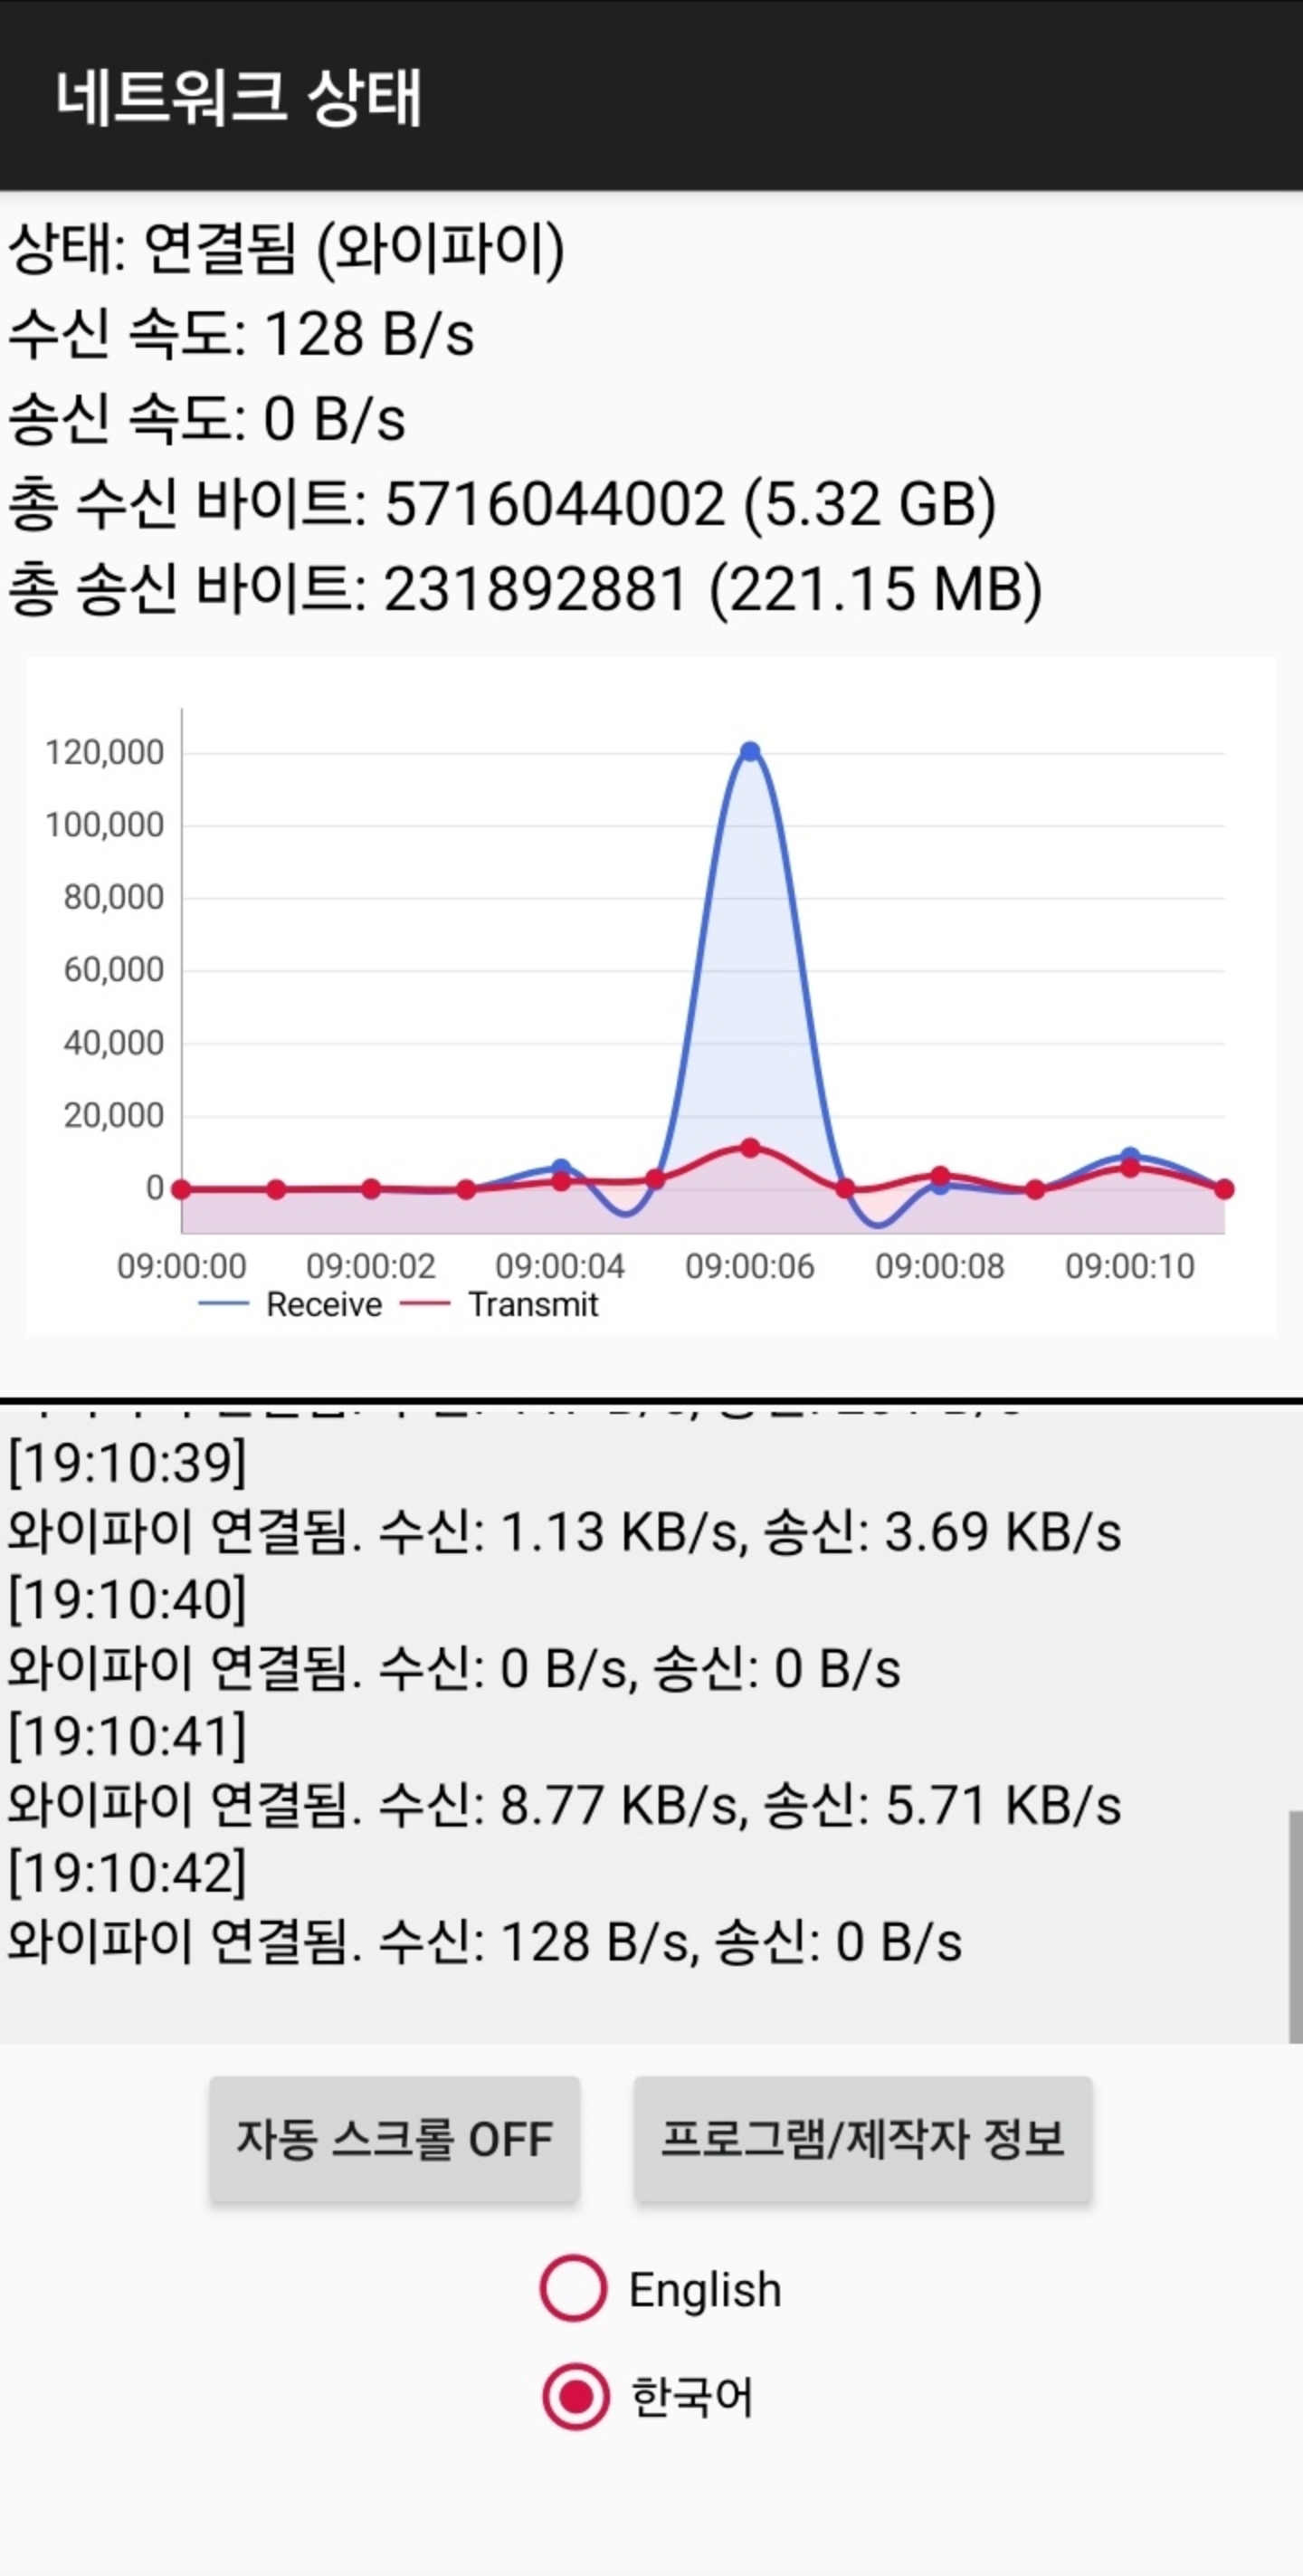 네트워크 상태
상태: 연결됨 (와이파이)
수신 속도: 128 B/s
송신 속도: 0 B/s
총 수신 바이트: 5716044002 (5.32 GB)
총 송신 바이트: 231892881 (221.15 MB)
120,000
100,000
80,000
60,000
40,000
20,000
0
09:00:00 09:00:02 09:00:04 09:00:06 09:00:08 09:00:10
Receive Transmit
[19:10:39]
와이파이 연결됨. 수신: 1.13 KB/s, 송신: 3.69 KB/s
[19:10:40]
와이파이 연결됨. 수신: 0 B/s, 송신: 0 B/s
[19:10:41]
와이파이 연결됨. 수신: 8.77 KB/s, 송신: 5.71 KB/s
[19:10:42]
와이파이 연결됨. 수신: 128 B/s, 송신: 0 B/s
자동 스크롤 OFF 프로그램/제작자 정보
English
한국어